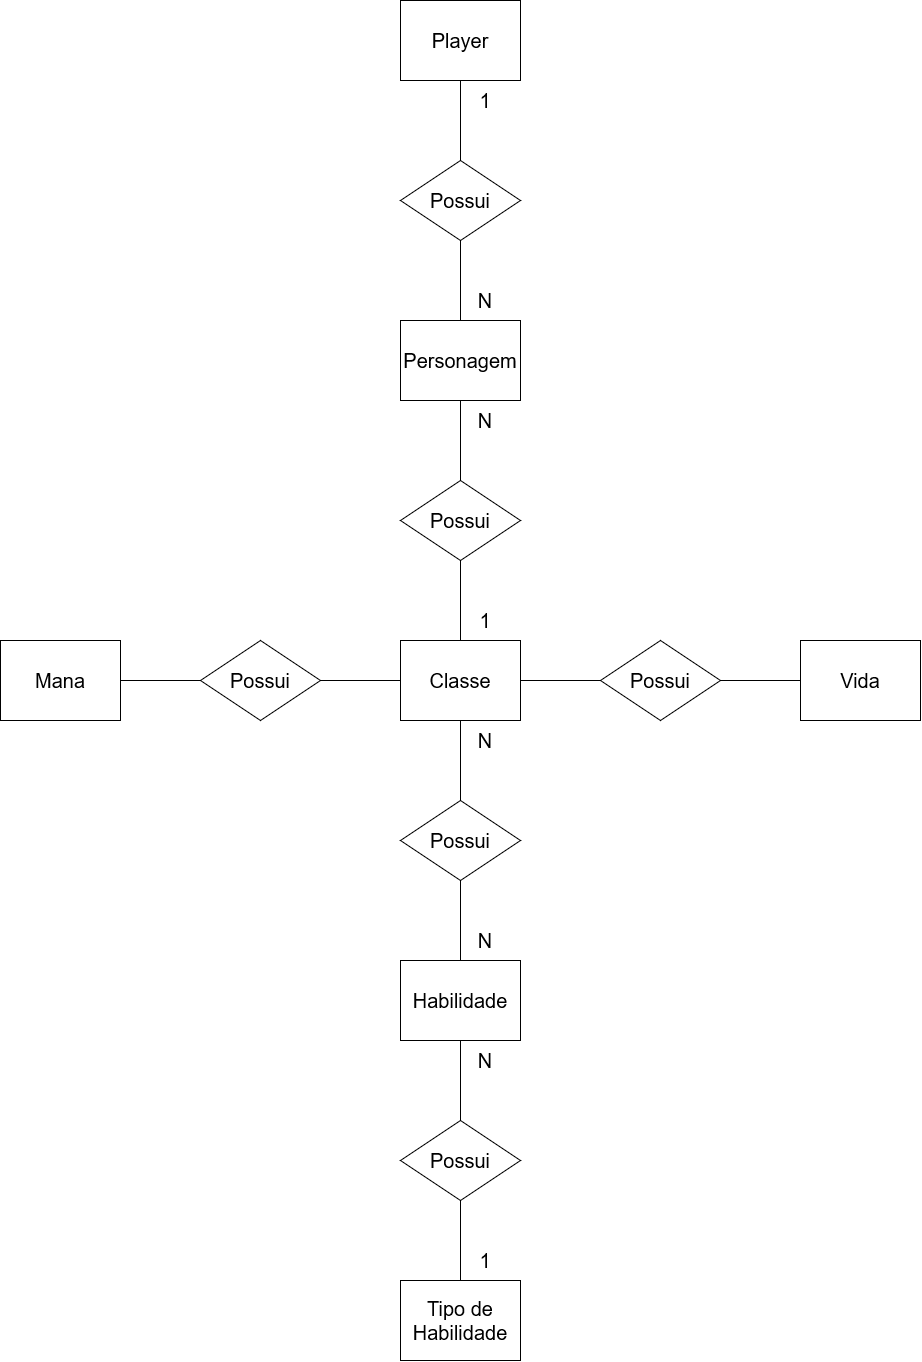 Player
1
Possui
N
Personagem
N
Possui
1
Mana
Possui
Classe
Possui
Vida
N
Possui
N
Habilidade
N
Possui
1
Tipo de
Habilidade